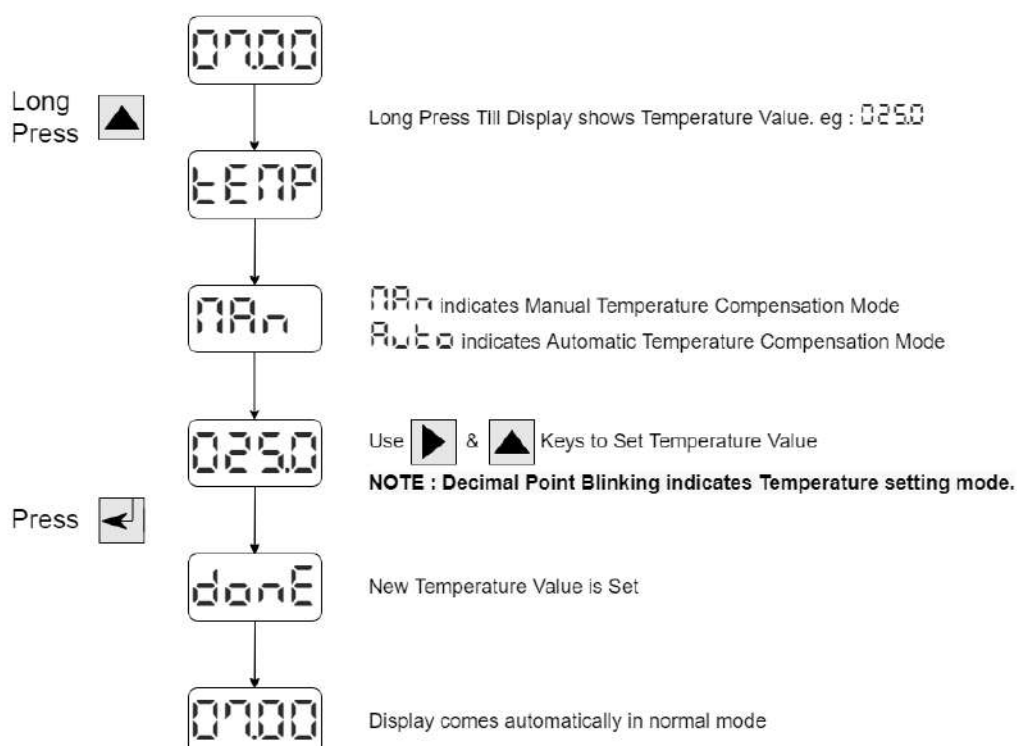 07.00
Long
Press
Long Press Till Display shows Temperature Value. eg : 025.0
tEMP
MAn
MAn indicates Manual Temperature Compensation Mode
Auto indicates Automatic Temperature Compensation Mode
025.0
Use & Keys to Set Temperature Value
NOTE : Decimal Point Blinking indicates Temperature setting mode.
Press
donE
New Temperature Value is Set
07.00
Display comes automatically in normal mode